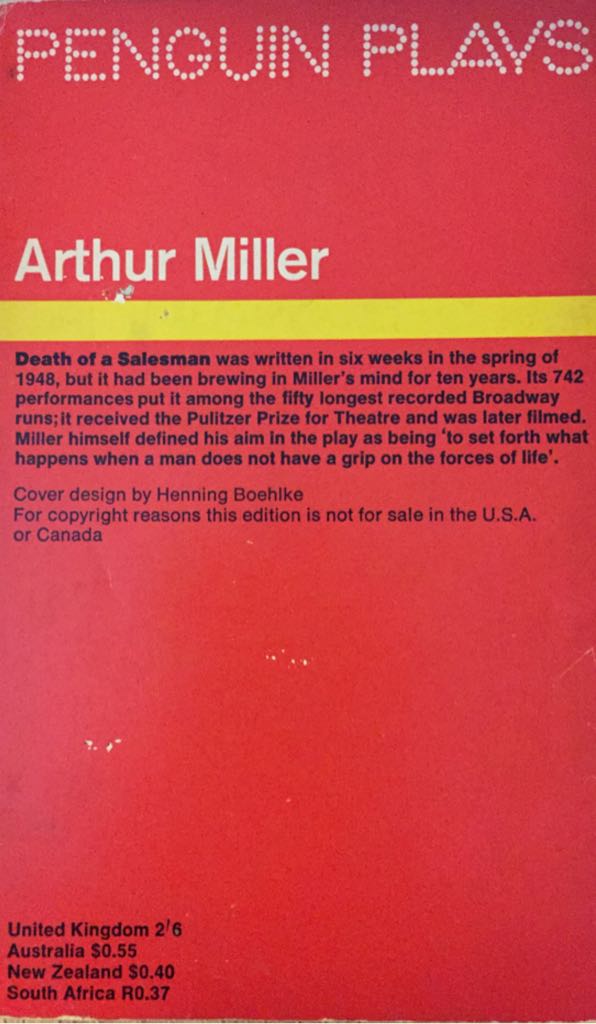 PENGUIN PLAYS
Arthur Miller
Death of a Salesman was written in six weeks in the spring of
1948, but it had been brewing in Miller's mind for ten years. Its 742
performances put it among the fifty longest recorded Broadway
runs; it received the Pulitzer Prize for Theatre and was later filmed.
Miller himself defined his aim in the play as being 'to set forth what
happens when a man does not have a grip on the forces of life'.
Cover design by Henning Boehlke
For copyright reasons this edition is not for sale in the U.S.A.
or Canada
United Kingdom 2'6
Australia $0.55
New Zealand $0.40
South Africa R0.37